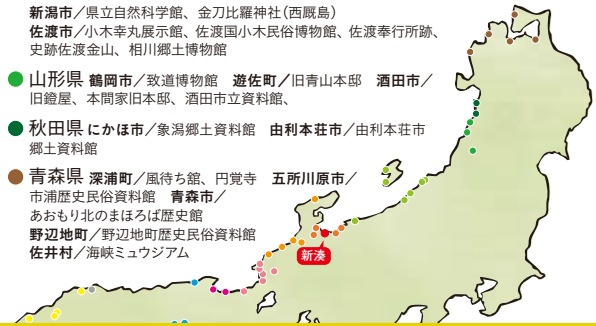 新潟市／県立自然科学館、金刀比羅神社（西厩島）
佐渡市／小木幸丸展示館、佐渡国小木民俗博物館、佐渡奉行所跡、
史跡佐渡金山、相川郷土博物館
山形県 鶴岡市／致道博物館　遊佐町／旧青山本邸　酒田市／
旧鐙屋、本間家旧本邸、酒田市立資料館、
秋田県 にかほ市／象潟郷土資料館　由利本荘市／由利本荘市
郷土資料館
青森県 深浦町／風待ち館、円覚寺　五所川原市／
市浦歴史民俗資料館　青森市／
あおもり北のまほろば歴史館
野辺地町／野辺地町歴史民俗資料館
佐井村／海峡ミュウジアム
新湊